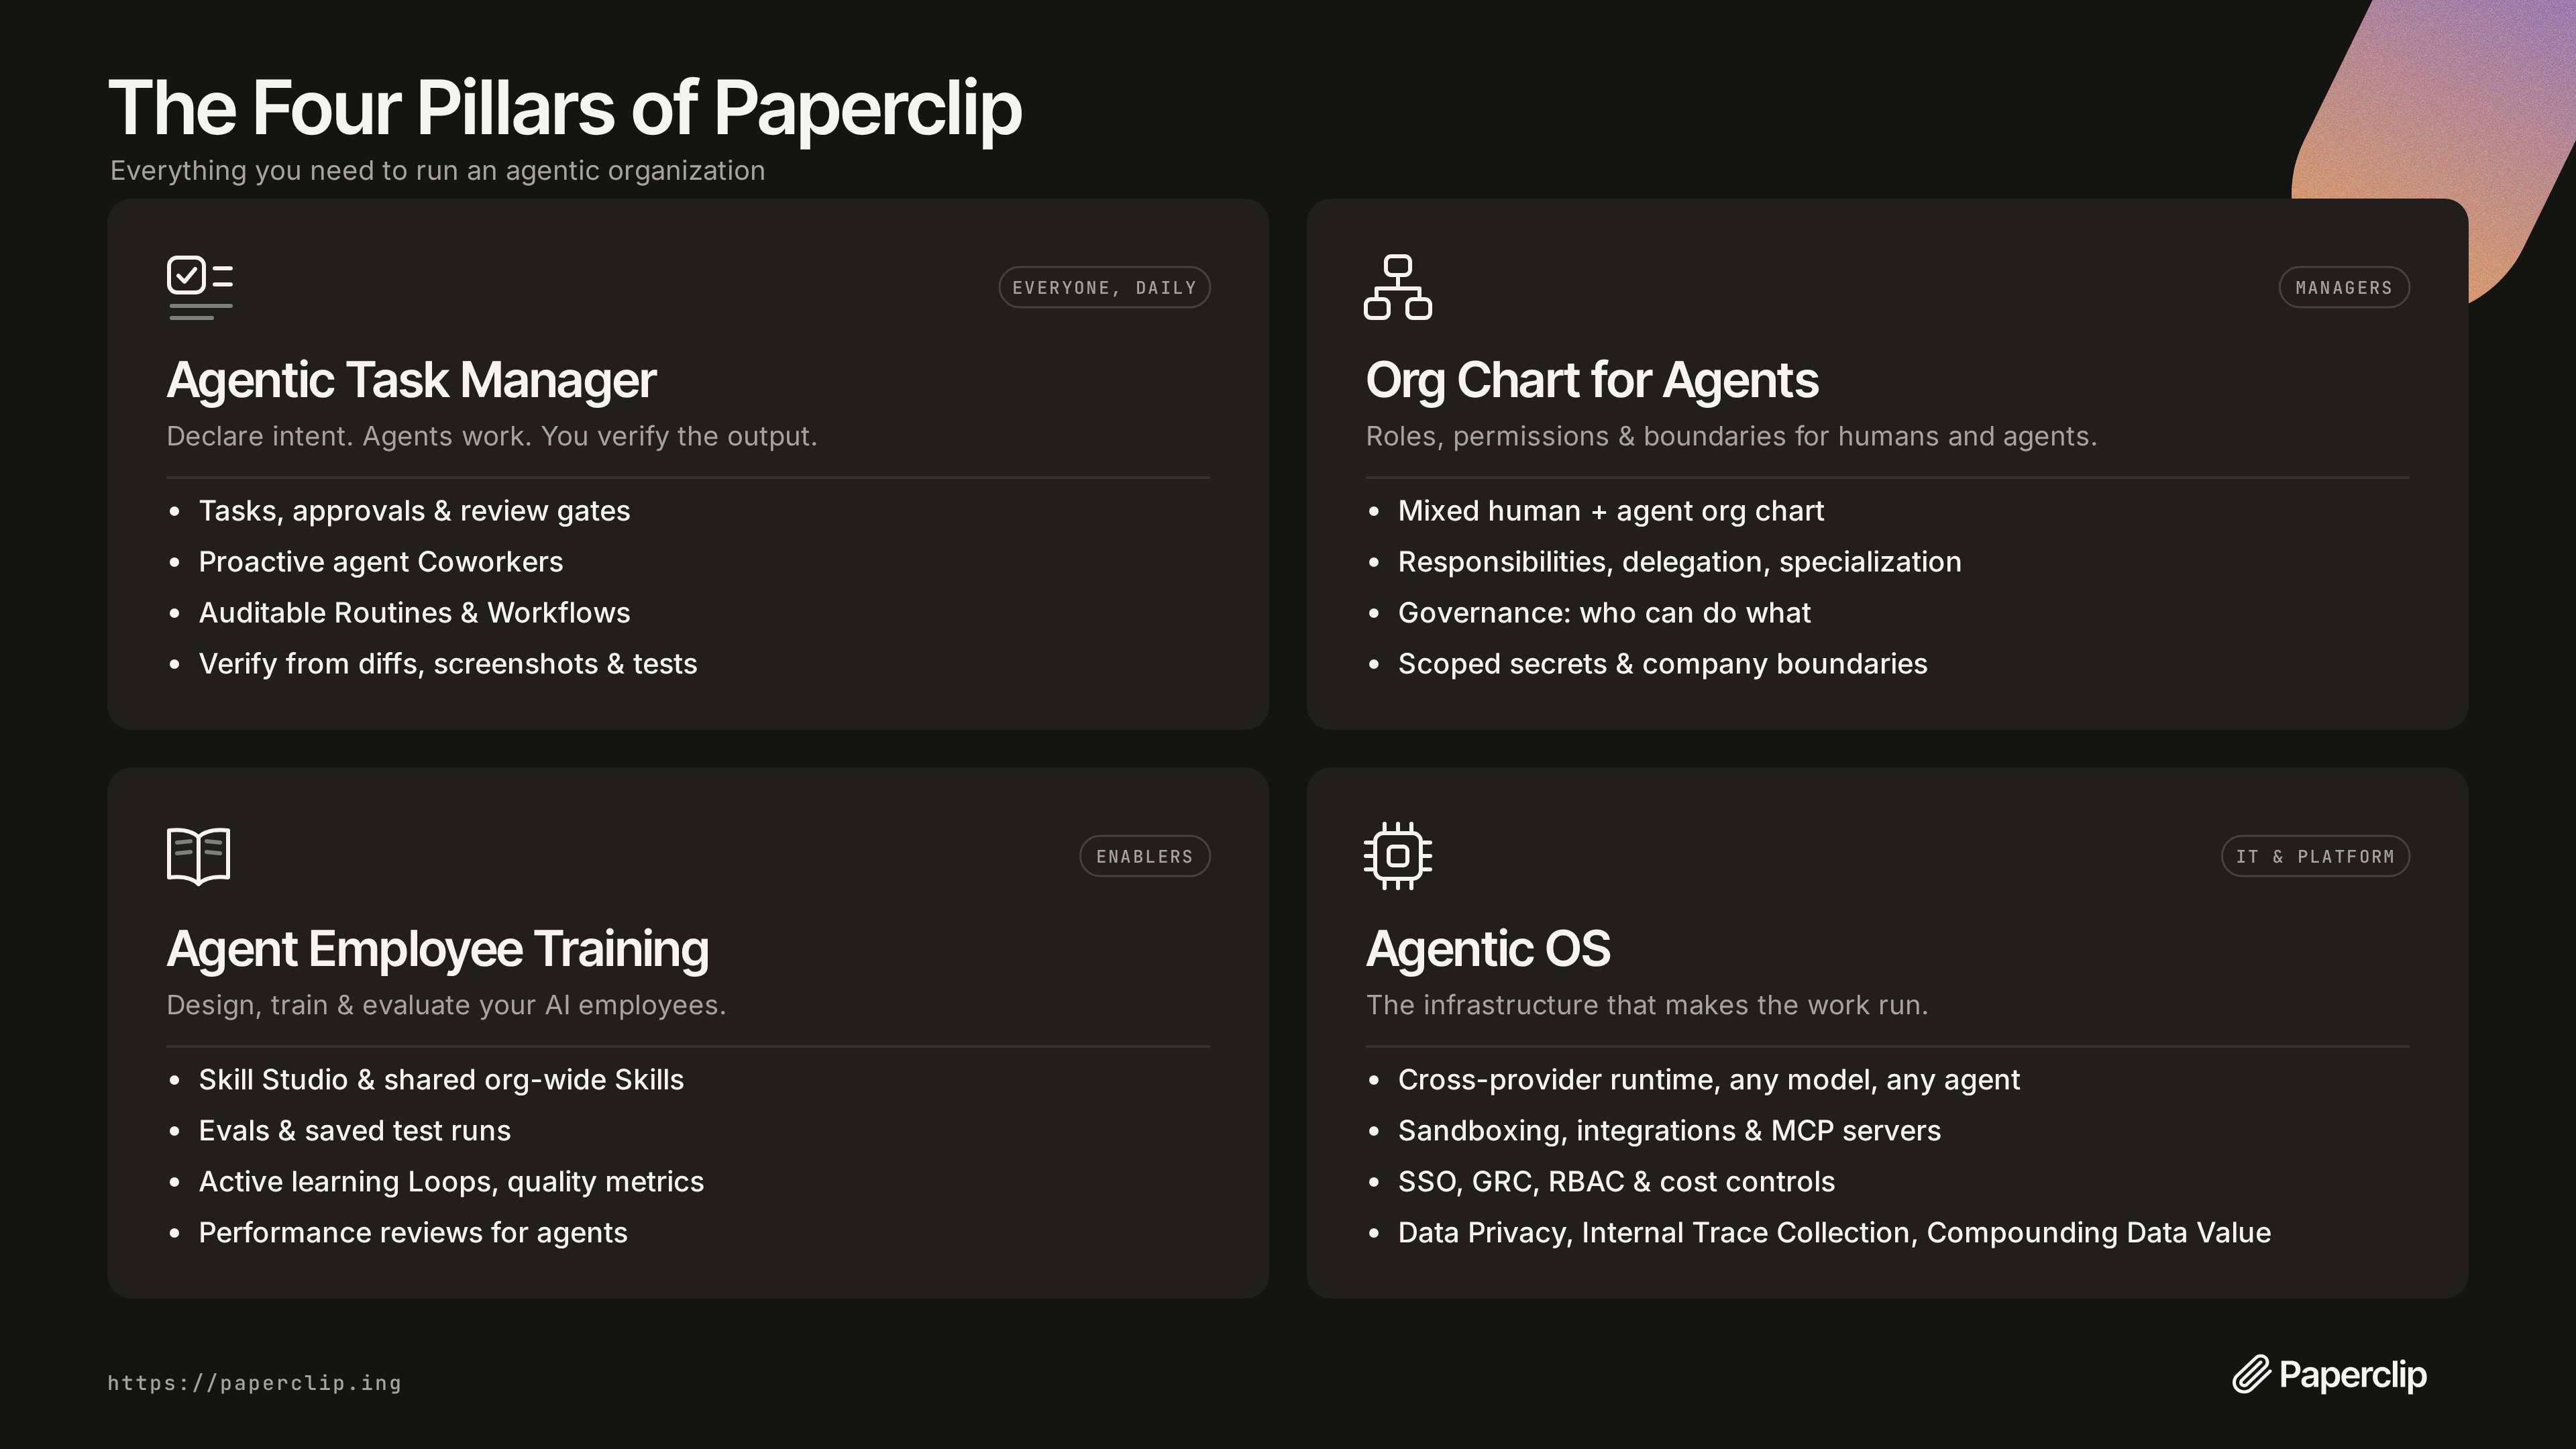 The Four Pillars of Paperclip
Everything you need to run an agentic organization
EVERYONE, DAILY
Agentic Task Manager
Declare intent. Agents work. You verify the output.
• Tasks, approvals & review gates
• Proactive agent Coworkers
• Auditable Routines & Workflows
• Verify from diffs, screenshots & tests
MANAGERS
Org Chart for Agents
Roles, permissions & boundaries for humans and agents.
• Mixed human + agent org chart
• Responsibilities, delegation, specialization
• Governance: who can do what
• Scoped secrets & company boundaries
ENABLERS
Agent Employee Training
Design, train & evaluate your AI employees.
• Skill Studio & shared org-wide Skills
• Evals & saved test runs
• Active learning Loops, quality metrics
• Performance reviews for agents
IT & PLATFORM
Agentic OS
The infrastructure that makes the work run.
• Cross-provider runtime, any model, any agent
• Sandboxing, integrations & MCP servers
• SSO, GRC, RBAC & cost controls
• Data Privacy, Internal Trace Collection, Compounding Data Value
https://paperclip.ing
Paperclip